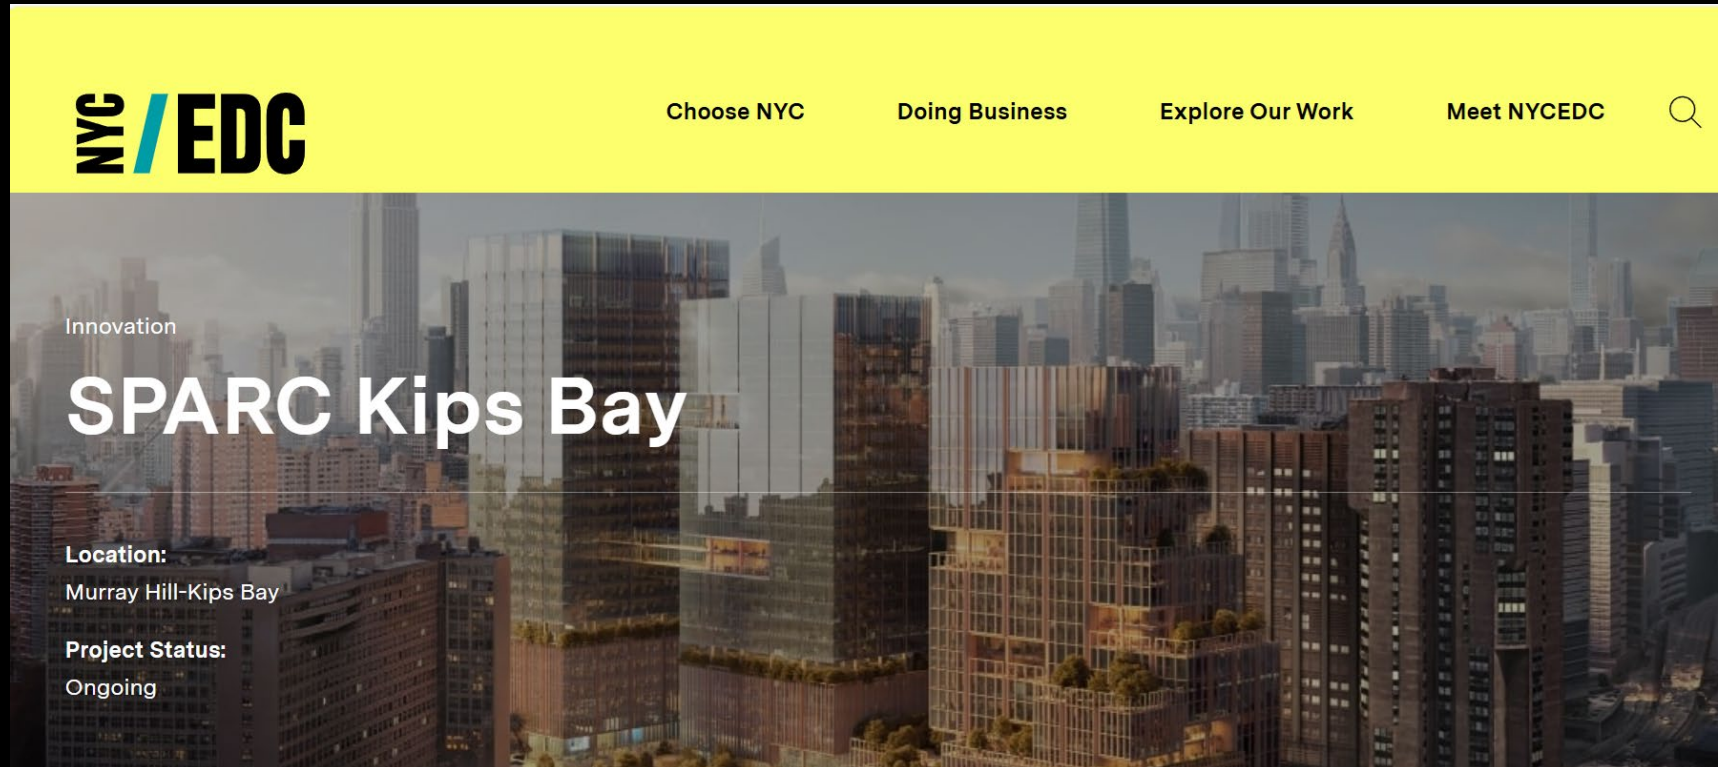 NYC/EDC
Choose NYC Doing Business Explore Our Work Meet NYCEDC
Innovation
SPARC Kips Bay
Location:
Murray Hill-Kips Bay
Project Status:
Ongoing